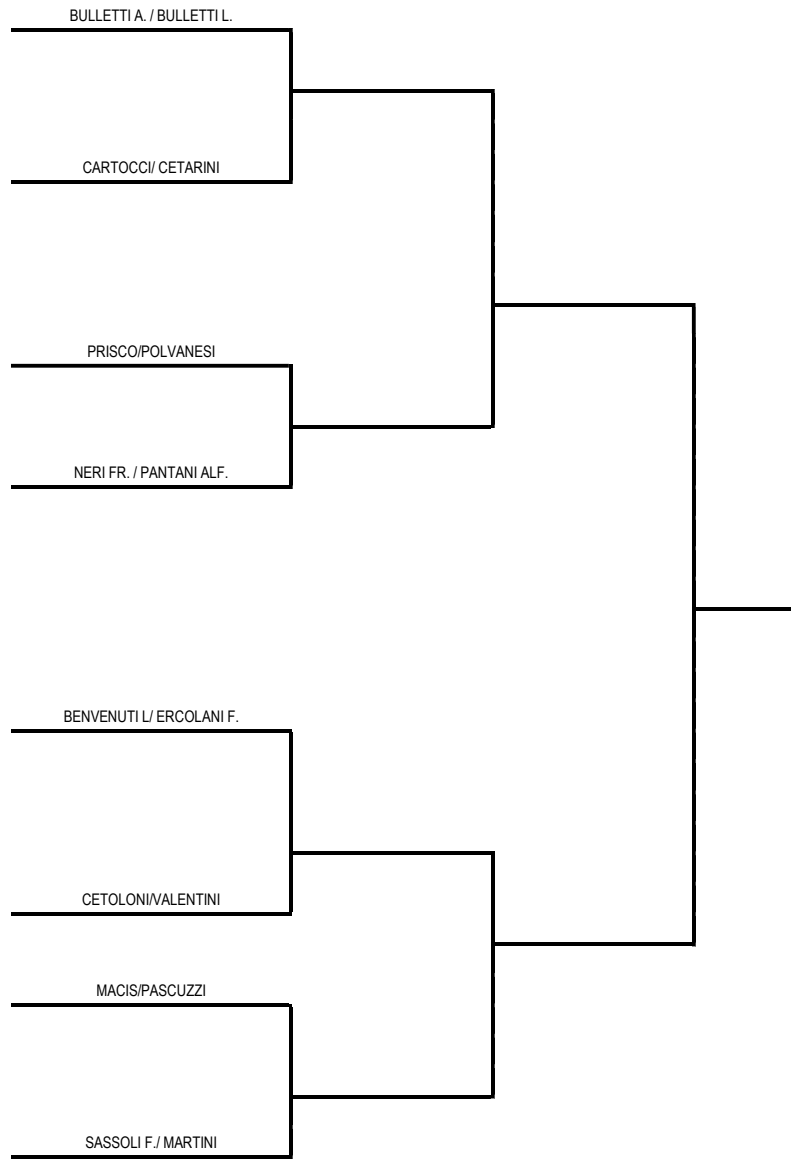 BULLETTI A. / BULLETTI L.
CARTOCCI/ CETARINI
PRISCO/POLVANESI
NERI FR. / PANTANI ALF.
BENVENUTI L/ ERCOLANI F.
CETOLONI/VALENTINI
MACIS/PASCUZZI
SASSOLI F./ MARTINI